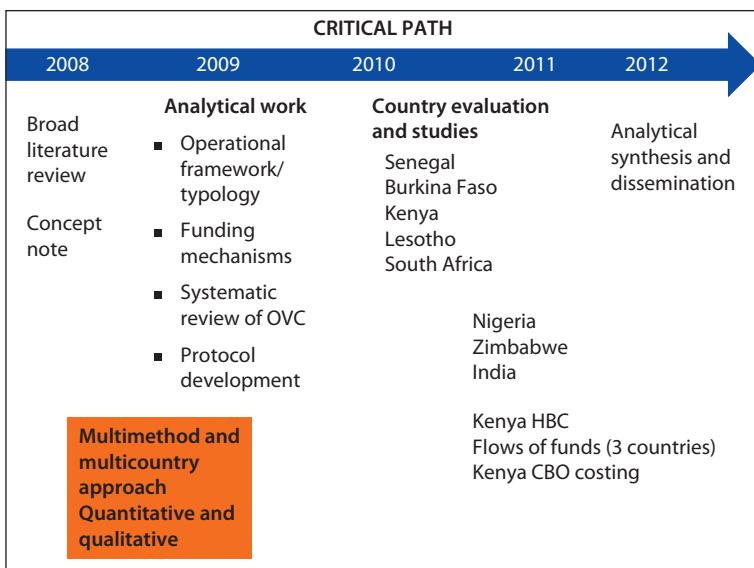 CRITICAL PATH
2008 2009 2010 2011 2012
Broad
literature
review
Concept
note
Analytical work
■ Operational
framework/
typology
■ Funding
mechanisms
■ Systematic
review of OVC
■ Protocol
development
Country evaluation
and studies
Senegal
Burkina Faso
Kenya
Lesotho
South Africa
Nigeria
Zimbabwe
India
Kenya HBC
Flows of funds (3 countries)
Kenya CBO costing
Analytical
synthesis and
dissemination
Multimethod and
multicountry
approach
Quantitative and
qualitative